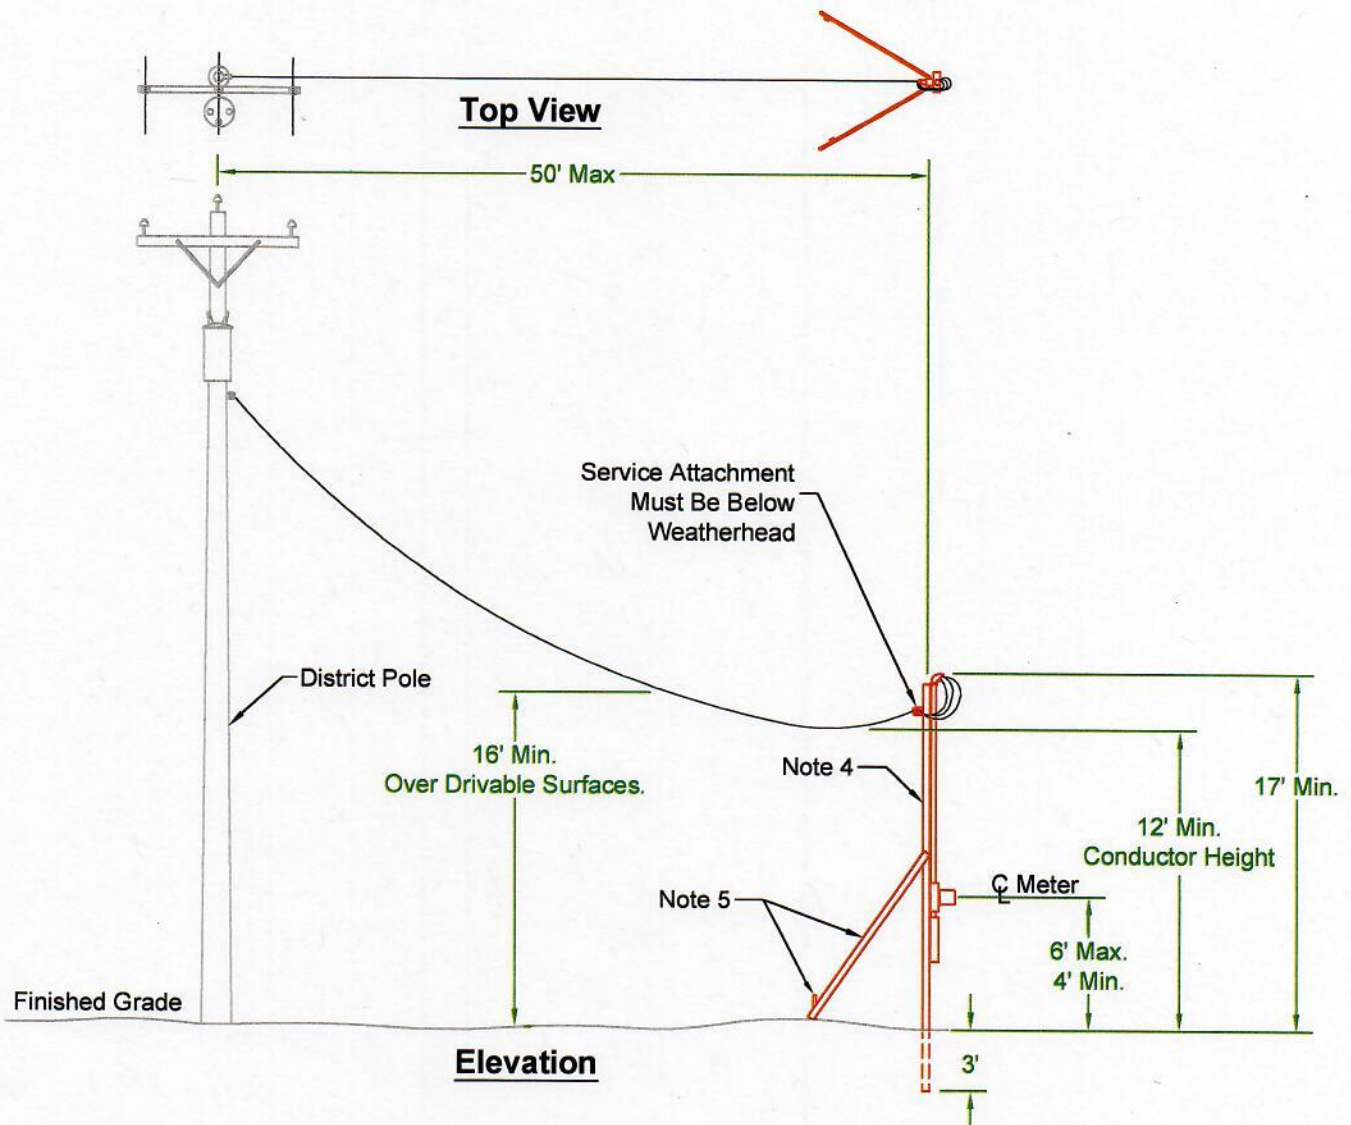 Top View
50' Max
Service Attachment
Must Be Below
Weatherhead
District Pole
16' Min.
Over Drivable Surfaces.
Note 4
17' Min.
12' Min.
Conductor Height
℄ Meter
Note 5
6' Max.
4' Min.
Finished Grade
Elevation
3'